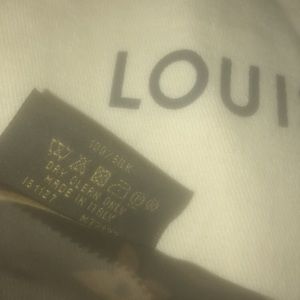 LOUI
100% SILK
DRY CLEAN ONLY
MADE IN ITALY